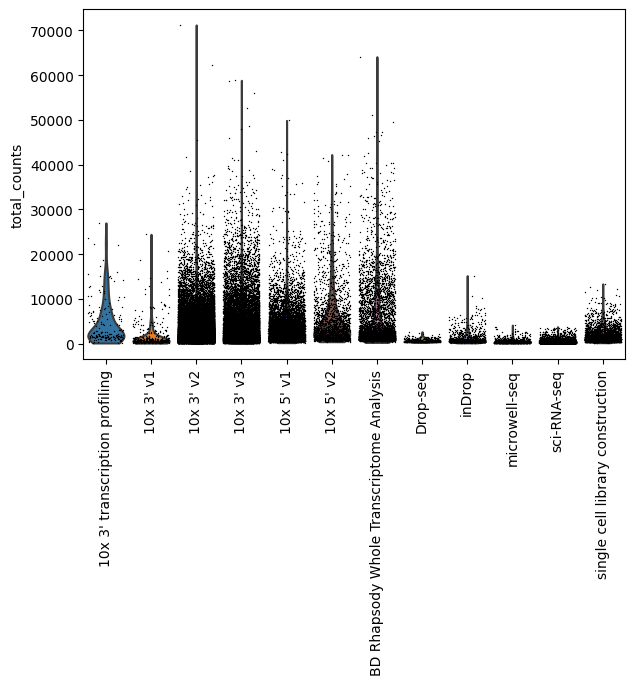 70000
60000
50000
40000
30000
20000
10000
0
total_counts
10x 3' transcription profiling
10x 3' v1
10x 3' v2
10x 3' v3
10x 5' v1
10x 5' v2
BD Rhapsody Whole Transcriptome Analysis
Drop-seq
inDrop
microwell-seq
sci-RNA-seq
single cell library construction